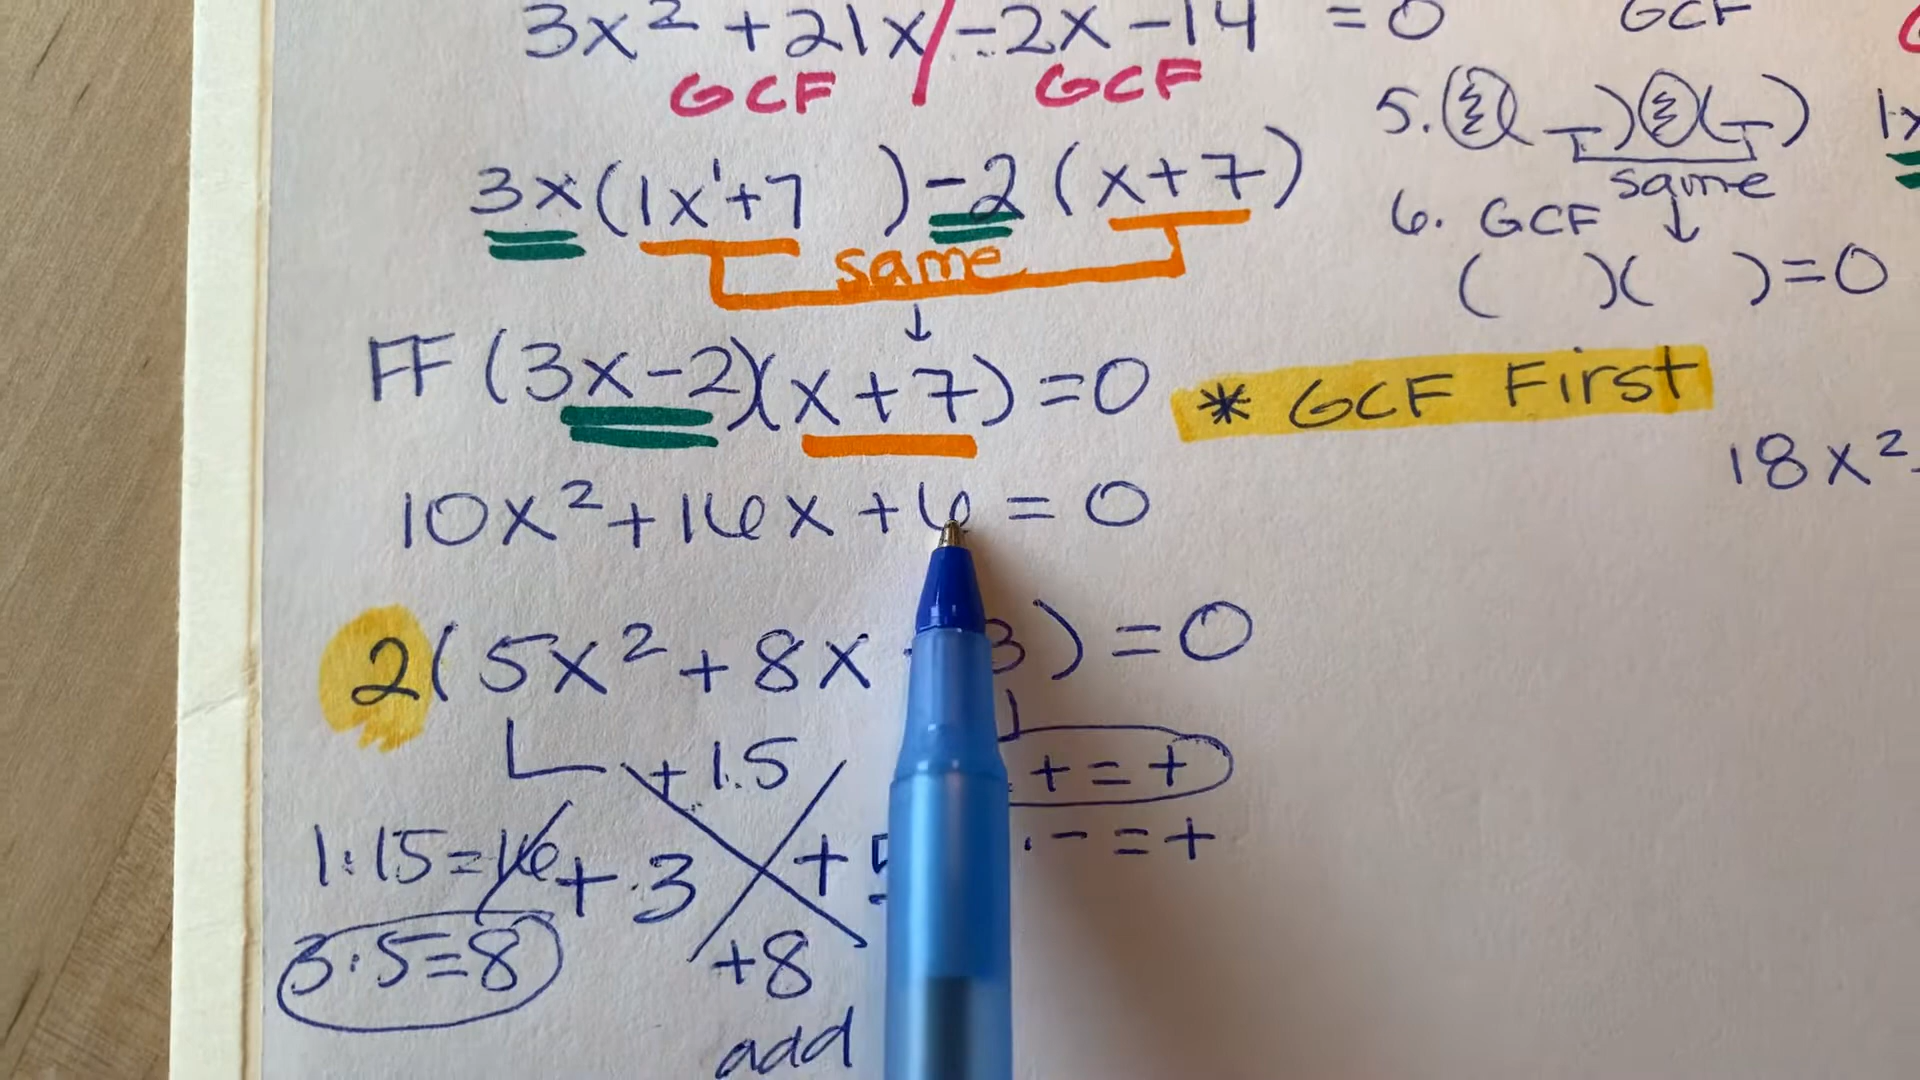 3x² + 21x / - 2x - 14 = 0
GCF GCF
3x ( 1x¹ + 7 ) - 2 ( x + 7 )
same
↓
FF (3x - 2)(x + 7) = 0
10x² + 16x + 6 = 0
2( 5x² + 8x 3 ) = 0
+ 15
1·15 = 16
+ 3 + 5
3·5 = 8
+8
add
+ = +
· - = +
GCF
5. ( ) ( )
same
↓
6. GCF
( )( ) = 0
* GCF First
18x²